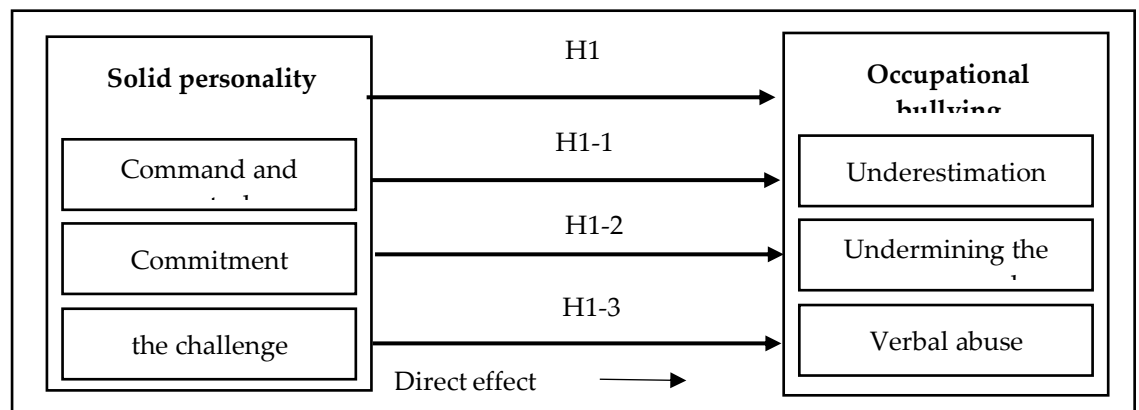 Solid personality
Command and
Commitment
the challenge
H1
H1-1
H1-2
H1-3
Direct effect
Occupational
bullying
Underestimation
Undermining the
Verbal abuse